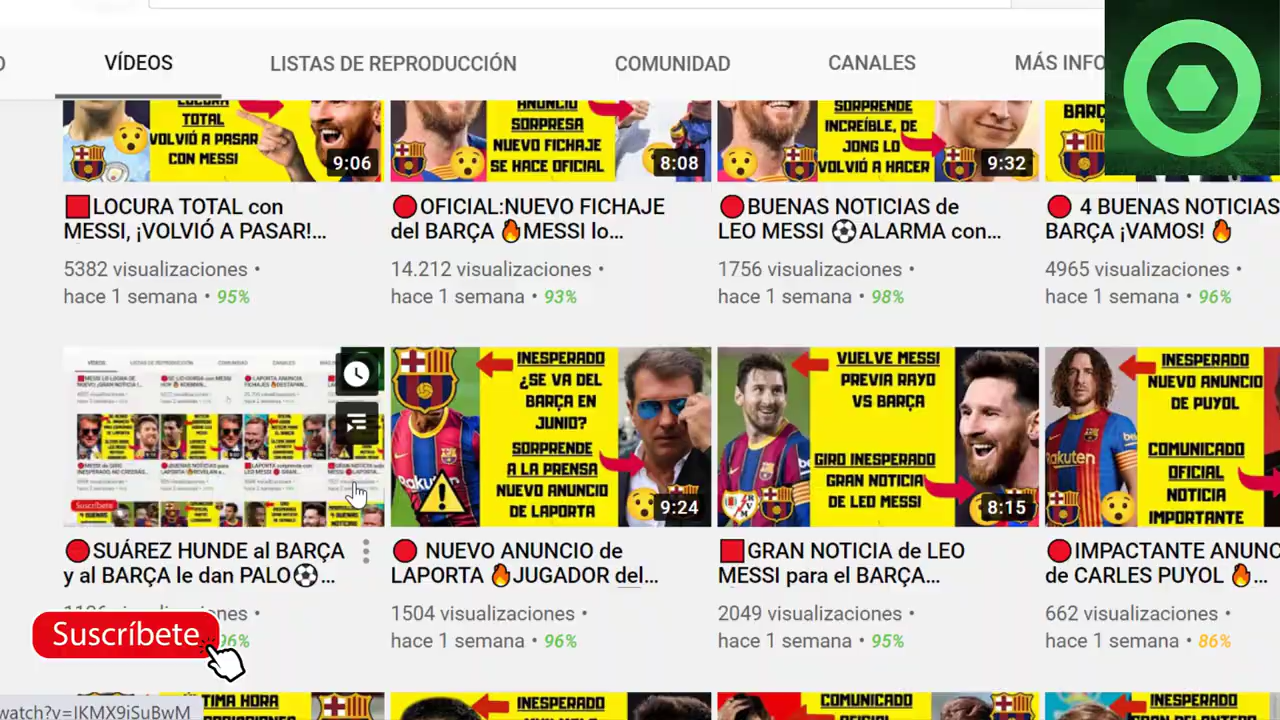 VÍDEOS
LISTAS DE REPRODUCCIÓN
COMUNIDAD
CANALES
MÁS INFO
LOCURA
TOTAL
VOLVIÓ A PASAR
CON MESSI
9:06
ANUNCIO
SORPRESA
NUEVO FICHAJE
SE HACE OFICIAL
8:08
SORPRENDE
INCREÍBLE, DE
JONG LO
VOLVIÓ A HACER
9:32
LOCURA TOTAL con
MESSI, ¡VOLVIÓ A PASAR!...
5382 visualizaciones •
hace 1 semana • 95%
OFICIAL:NUEVO FICHAJE
del BARÇA 🔥MESSI lo...
14.212 visualizaciones •
hace 1 semana • 93%
BUENAS NOTICIAS de
LEO MESSI ⚽ALARMA con...
1756 visualizaciones •
hace 1 semana • 98%
4 BUENAS NOTICIAS
BARÇA ¡VAMOS! 🔥
4965 visualizaciones •
hace 1 semana • 96%
INESPERADO
¿SE VA DEL
BARÇA EN
JUNIO?
SORPRENDE
A LA PRENSA
NUEVO ANUNCIO
DE LAPORTA
9:24
VUELVE MESSI
PREVIA RAYO
VS BARÇA
GIRO INESPERADO
GRAN NOTICIA
DE LEO MESSI
8:15
INESPERADO
NUEVO ANUNCIO
DE PUYOL
COMUNICADO
OFICIAL
NOTICIA
IMPORTANTE
SUÁREZ HUNDE al BARÇA
y al BARÇA le dan PALO⚽...
visualizaciones •
96%
NUEVO ANUNCIO de
LAPORTA 🔥JUGADOR del...
1504 visualizaciones •
hace 1 semana • 96%
GRAN NOTICIA de LEO
MESSI para el BARÇA...
2049 visualizaciones •
hace 1 semana • 95%
IMPACTANTE ANUNC
de CARLES PUYOL 🔥...
662 visualizaciones •
hace 1 semana • 86%
Suscríbete
watch?v=IKMX9iSuBwM
INESPERADO
COMUNICADO
INESPERADO